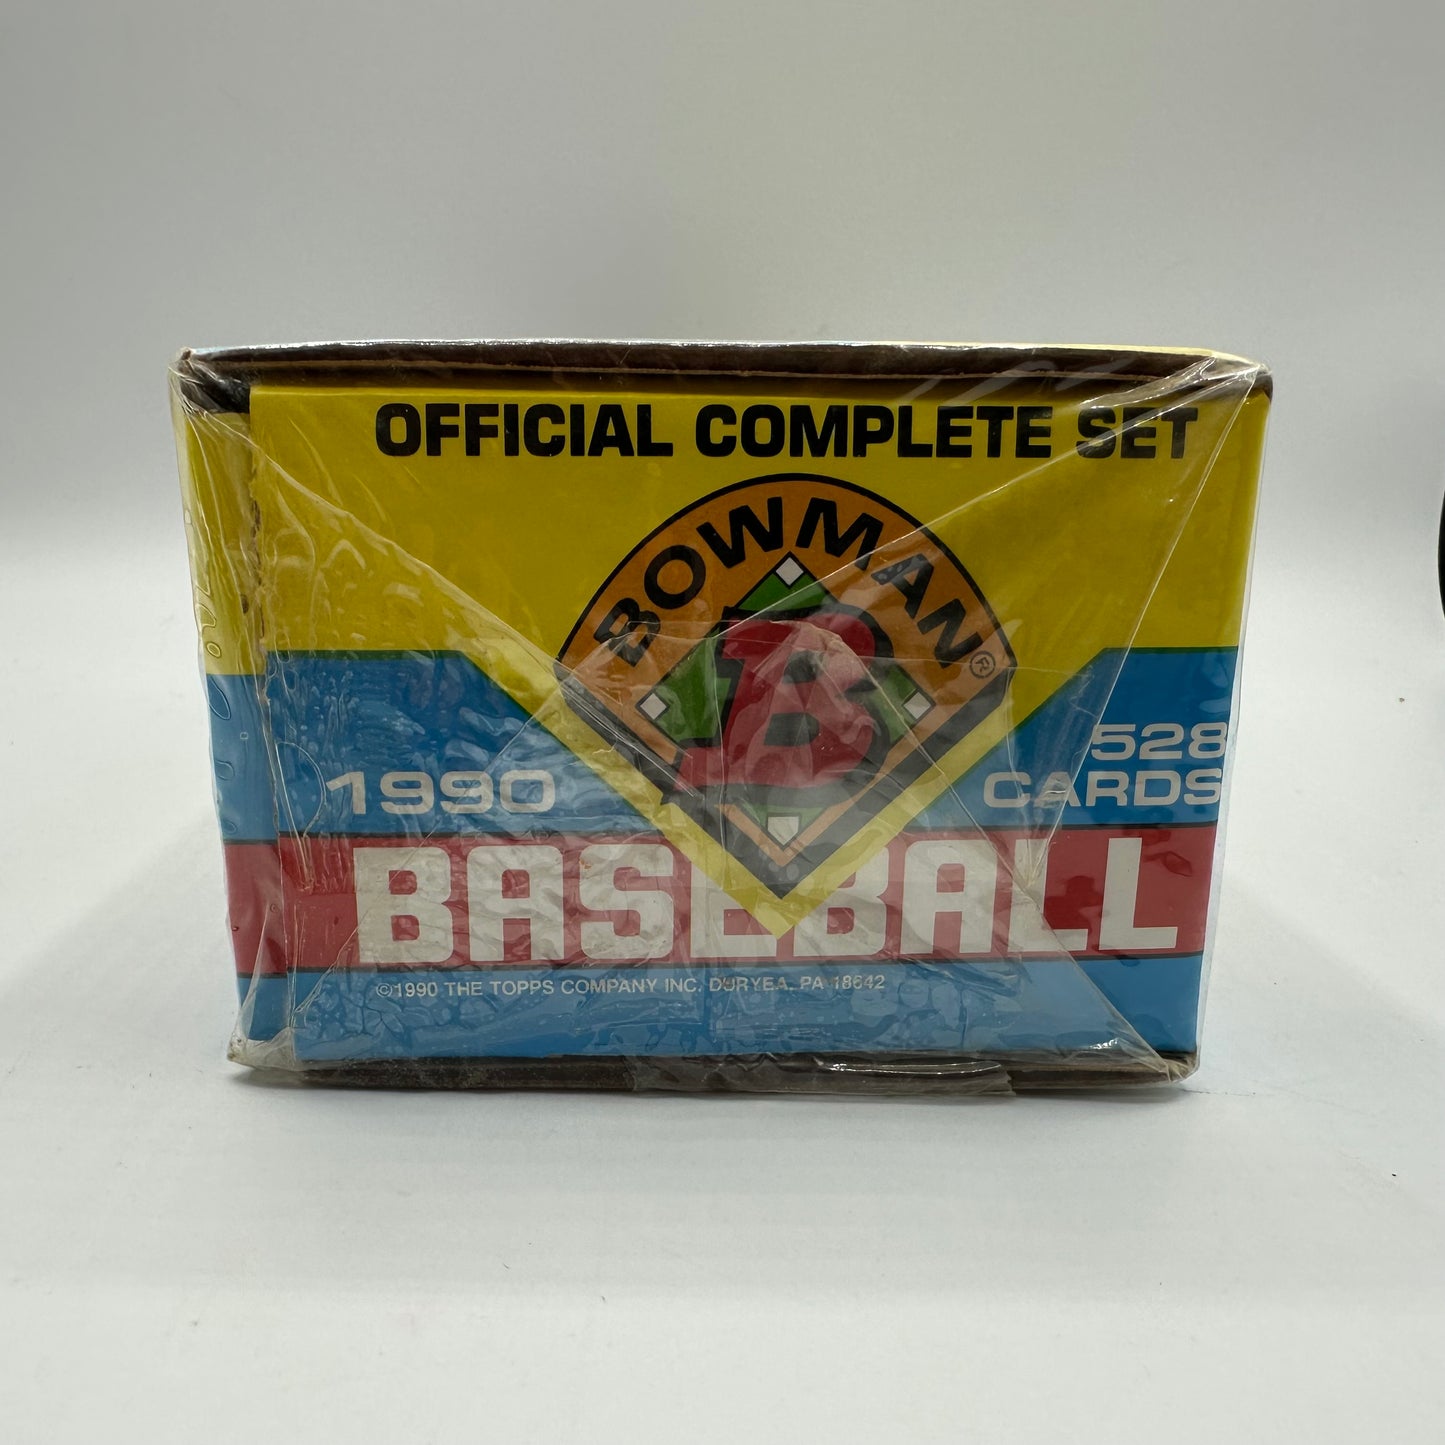 OFFICIAL COMPLETE SET
BOWMAN®
B
1990
528
CARDS
BASEBALL
©1990 THE TOPPS COMPANY INC. DURYEA, PA 18642